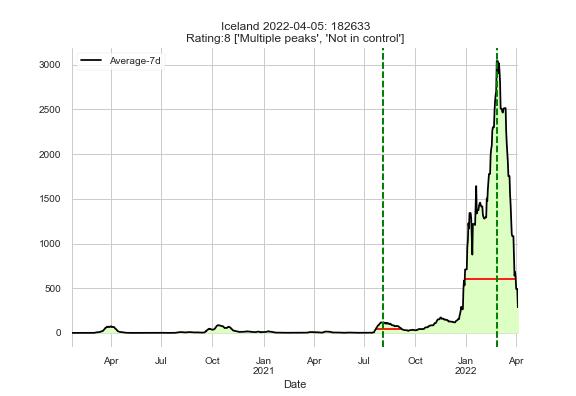 Iceland 2022-04-05: 182633
Rating:8 ['Multiple peaks', 'Not in control']
Average-7d
3000
2500
2000
1500
1000
500
0
Apr Jul Oct Jan Apr Jul Oct Jan Apr
2021 2022
Date